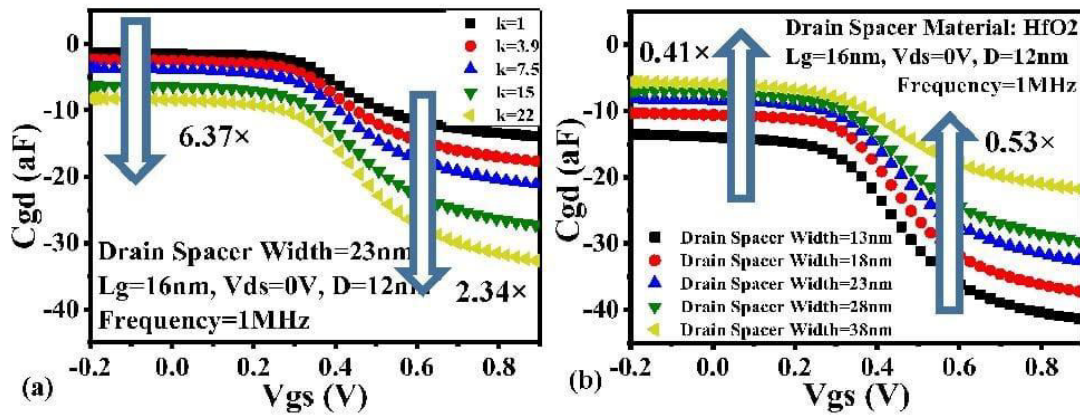 0
-10
-20
-30
-40
Cgd (aF)
k=1
k=3.9
k=7.5
k=15
k=22
6.37×
Drain Spacer Width=23nm
Lg=16nm, Vds=0V, D=12nm
2.34×
Frequency=1MHz
-0.2 0.0 0.2 0.4 0.6 0.8
(a)
Vgs (V)
0
-10
-20
-30
-40
Cgd (aF)
Drain Spacer Material: HfO2
0.41×
Lg=16nm, Vds=0V, D=12nm
Frequency=1MHz
0.53×
Drain Spacer Width=13nm
Drain Spacer Width=18nm
Drain Spacer Width=23nm
Drain Spacer Width=28nm
Drain Spacer Width=38nm
-0.2 0.0 0.2 0.4 0.6 0.8
(b)
Vgs (V)